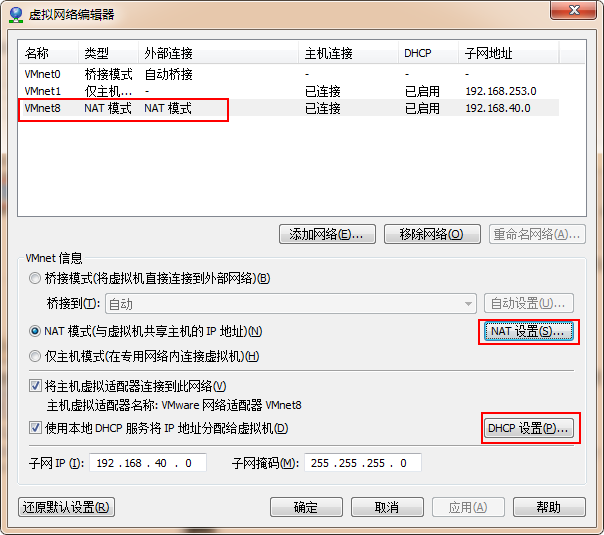 虚拟网络编辑器
名称 类型 外部连接 主机连接 DHCP 子网地址
VMnet0 桥接模式 自动桥接 - - -
VMnet1 仅主机... - 已连接 已启用 192.168.253.0
VMnet8 NAT 模式 NAT 模式 已连接 已启用 192.168.40.0
添加网络(E)... 移除网络(O) 重命名网络(A)...
VMnet 信息
桥接模式(将虚拟机直接连接到外部网络)(B)
桥接到(T): 自动 自动设置(U)...
NAT 模式(与虚拟机共享主机的 IP 地址)(N) NAT 设置(S)...
仅主机模式(在专用网络内连接虚拟机)(H)
将主机虚拟适配器连接到此网络(V)
主机虚拟适配器名称: VMware 网络适配器 VMnet8
使用本地 DHCP 服务将 IP 地址分配给虚拟机(D) DHCP 设置(P)...
子网 IP (I): 192 .168 . 40 . 0 子网掩码(M): 255 .255 .255 . 0
还原默认设置(R) 确定 取消 应用(A) 帮助